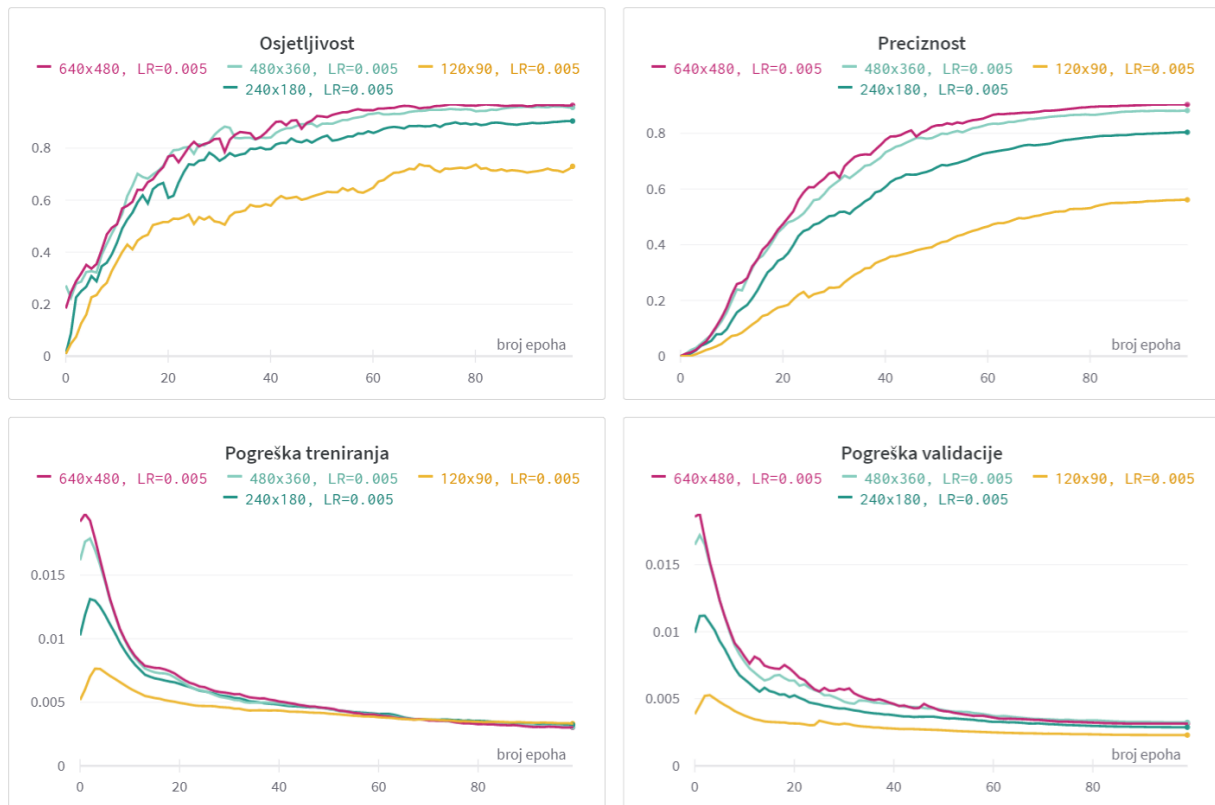 Osjetljivost
640x480, LR=0.005 480x360, LR=0.005 120x90, LR=0.005
240x180, LR=0.005
0.8
0.6
0.4
0.2
0
broj epoha
0 20 40 60 80
Preciznost
640x480, LR=0.005 480x360, LR=0.005 120x90, LR=0.005
240x180, LR=0.005
0.8
0.6
0.4
0.2
0
broj epoha
0 20 40 60 80
Pogreška treniranja
640x480, LR=0.005 480x360, LR=0.005 120x90, LR=0.005
240x180, LR=0.005
0.015
0.01
0.005
0
broj epoha
0 20 40 60 80
Pogreška validacije
640x480, LR=0.005 480x360, LR=0.005 120x90, LR=0.005
240x180, LR=0.005
0.015
0.01
0.005
0
broj epoha
0 20 40 60 80